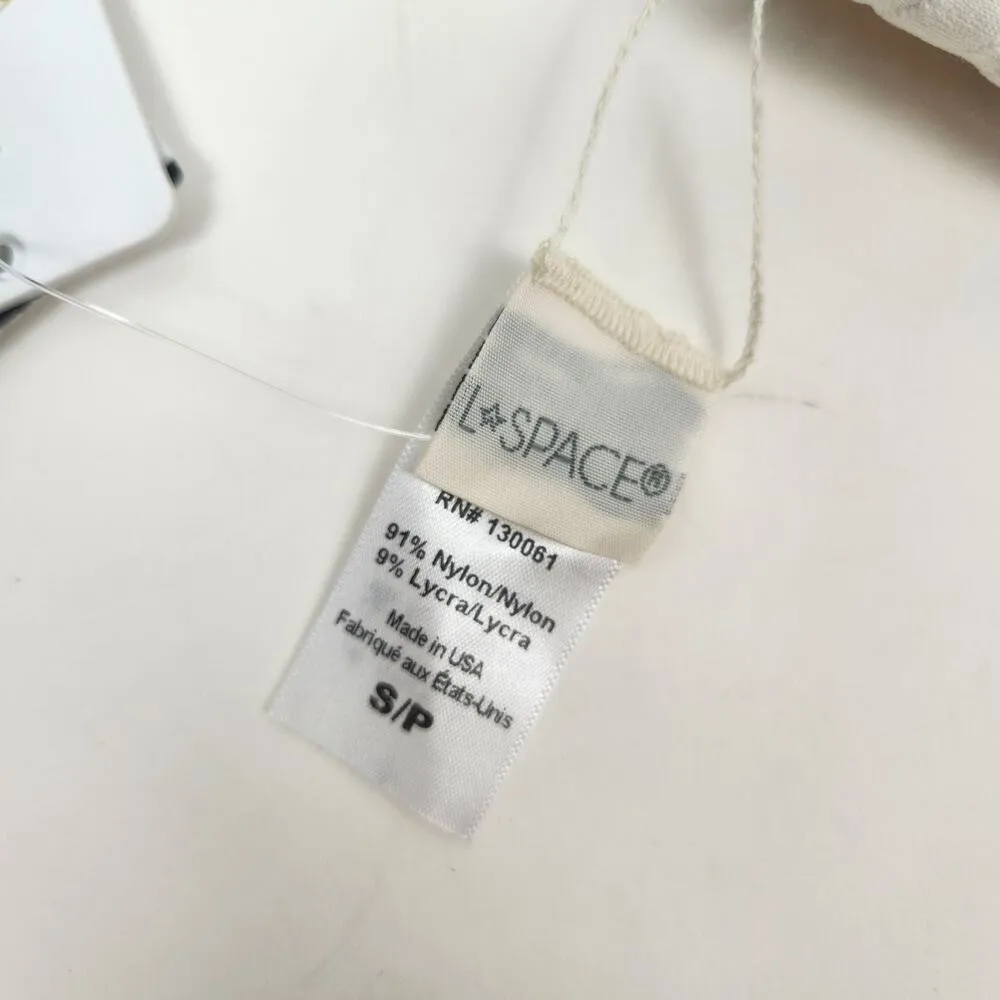 L☆SPACE®
RN# 130061
91% Nylon/Nylon
9% Lycra/Lycra
Made in USA
Fabriqué aux États-Unis
S/P